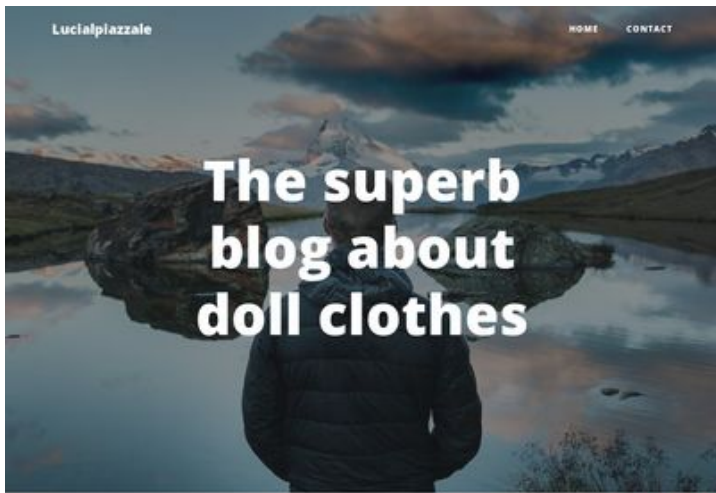 Lucialpiazzale
HOME CONTACT
The superb
blog about
doll clothes